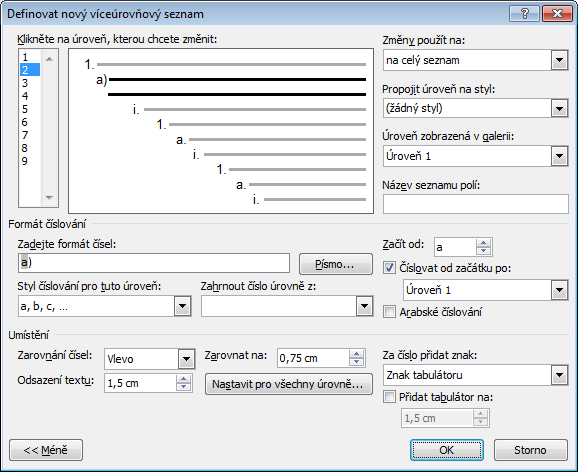 Definovat nový víceúrovňový seznam
Klikněte na úroveň, kterou chcete změnit:
1
2
3
4
5
6
7
8
9
1.
a)
i.
1.
a.
i.
1.
a.
i.
Změny použít na:
na celý seznam
Propojit úroveň na styl:
(žádný styl)
Úroveň zobrazená v galerii:
Úroveň 1
Název seznamu polí:
Formát číslování
Zadejte formát čísel:
a)
Písmo...
Styl číslování pro tuto úroveň:
a, b, c, ...
Zahrnout číslo úrovně z:
Začít od:
a
Číslovat od začátku po:
Úroveň 1
Arabské číslování
Umístění
Zarovnání čísel:
Vlevo
Zarovnat na:
0,75 cm
Odsazení textu:
1,5 cm
Nastavit pro všechny úrovně...
Za číslo přidat znak:
Znak tabulátoru
Přidat tabulátor na:
1,5 cm
<< Méně
OK
Storno